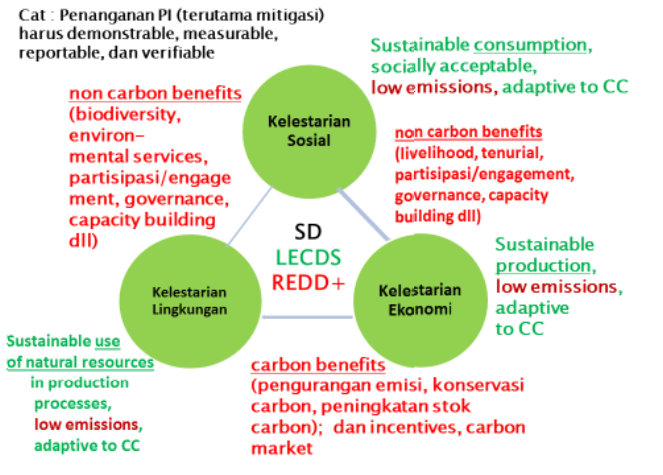 Cat : Penanganan PI (terutama mitigasi)
harus demonstrable, measurable,
reportable, dan verifiable
Sustainable consumption,
socially acceptable,
low emissions, adaptive to CC
non carbon benefits
(biodiversity,
environ–
mental services,
partisipasi/engage
ment, governance,
capacity building
dll)
Kelestarian
Sosial
non carbon benefits
(livelihood, tenurial,
partisipasi/engagement,
governance, capacity
building dll)
SD
LECDS
REDD+
Kelestarian
Lingkungan
Kelestarian
Ekonomi
Sustainable
production,
low emissions,
adaptive
to CC
Sustainable use
of natural resources
in production
processes,
low emissions,
adaptive to CC
carbon benefits
(pengurangan emisi, konservasi
carbon, peningkatan stok
carbon);  dan incentives, carbon
market